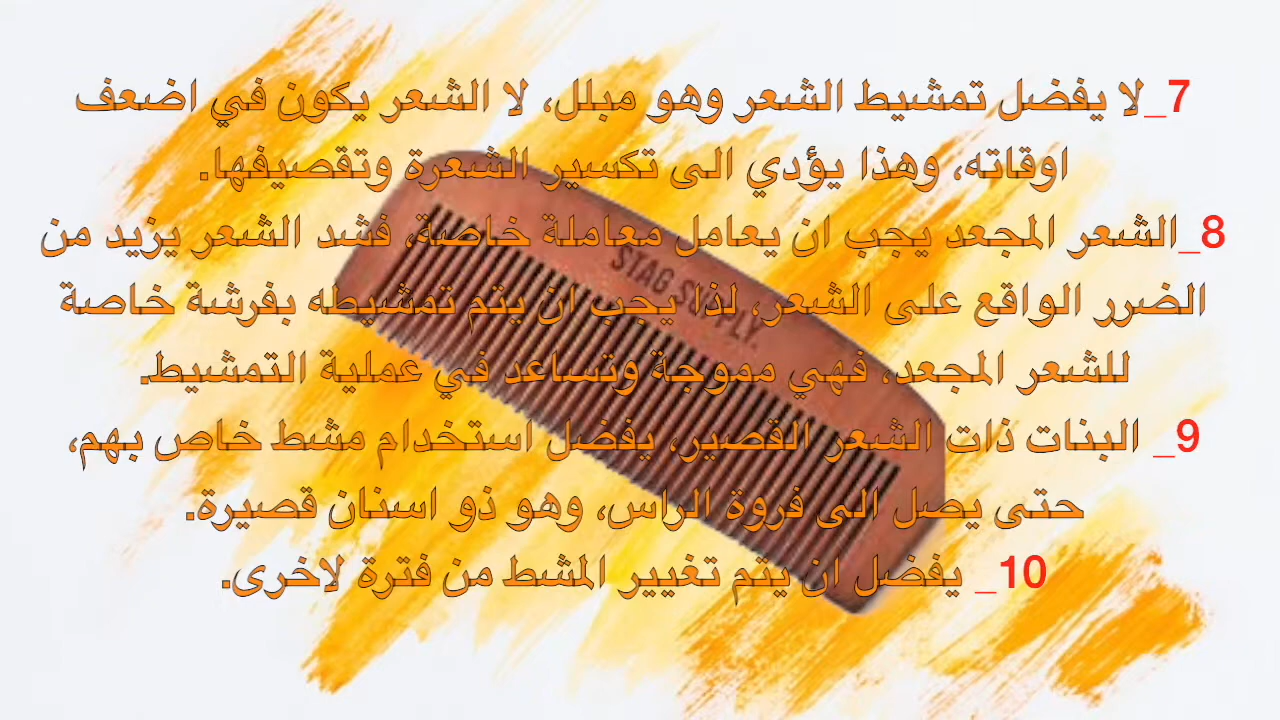 7_لا يفضل تمشيط الشعر وهو مبلل، لا الشعر يكون في اضعف
اوقاته، وهذا يؤدي الى تكسير الشعرة وتقصيفها.
8_الشعر المجعد يجب ان يعامل معاملة خاصة، فشد الشعر يزيد من
الضرر الواقع على الشعر، لذا يجب ان يتم تمشيطه بفرشة خاصة
للشعر المجعد، فهي مموجة وتساعد في عملية التمشيط.
9_ البنات ذات الشعر القصير، يفضل استخدام مشط خاص بهم،
حتى يصل الى فروة الراس، وهو ذو اسنان قصيرة.
10_ يفضل ان يتم تغيير المشط من فترة لاخرى.
STAG SUPPLY.